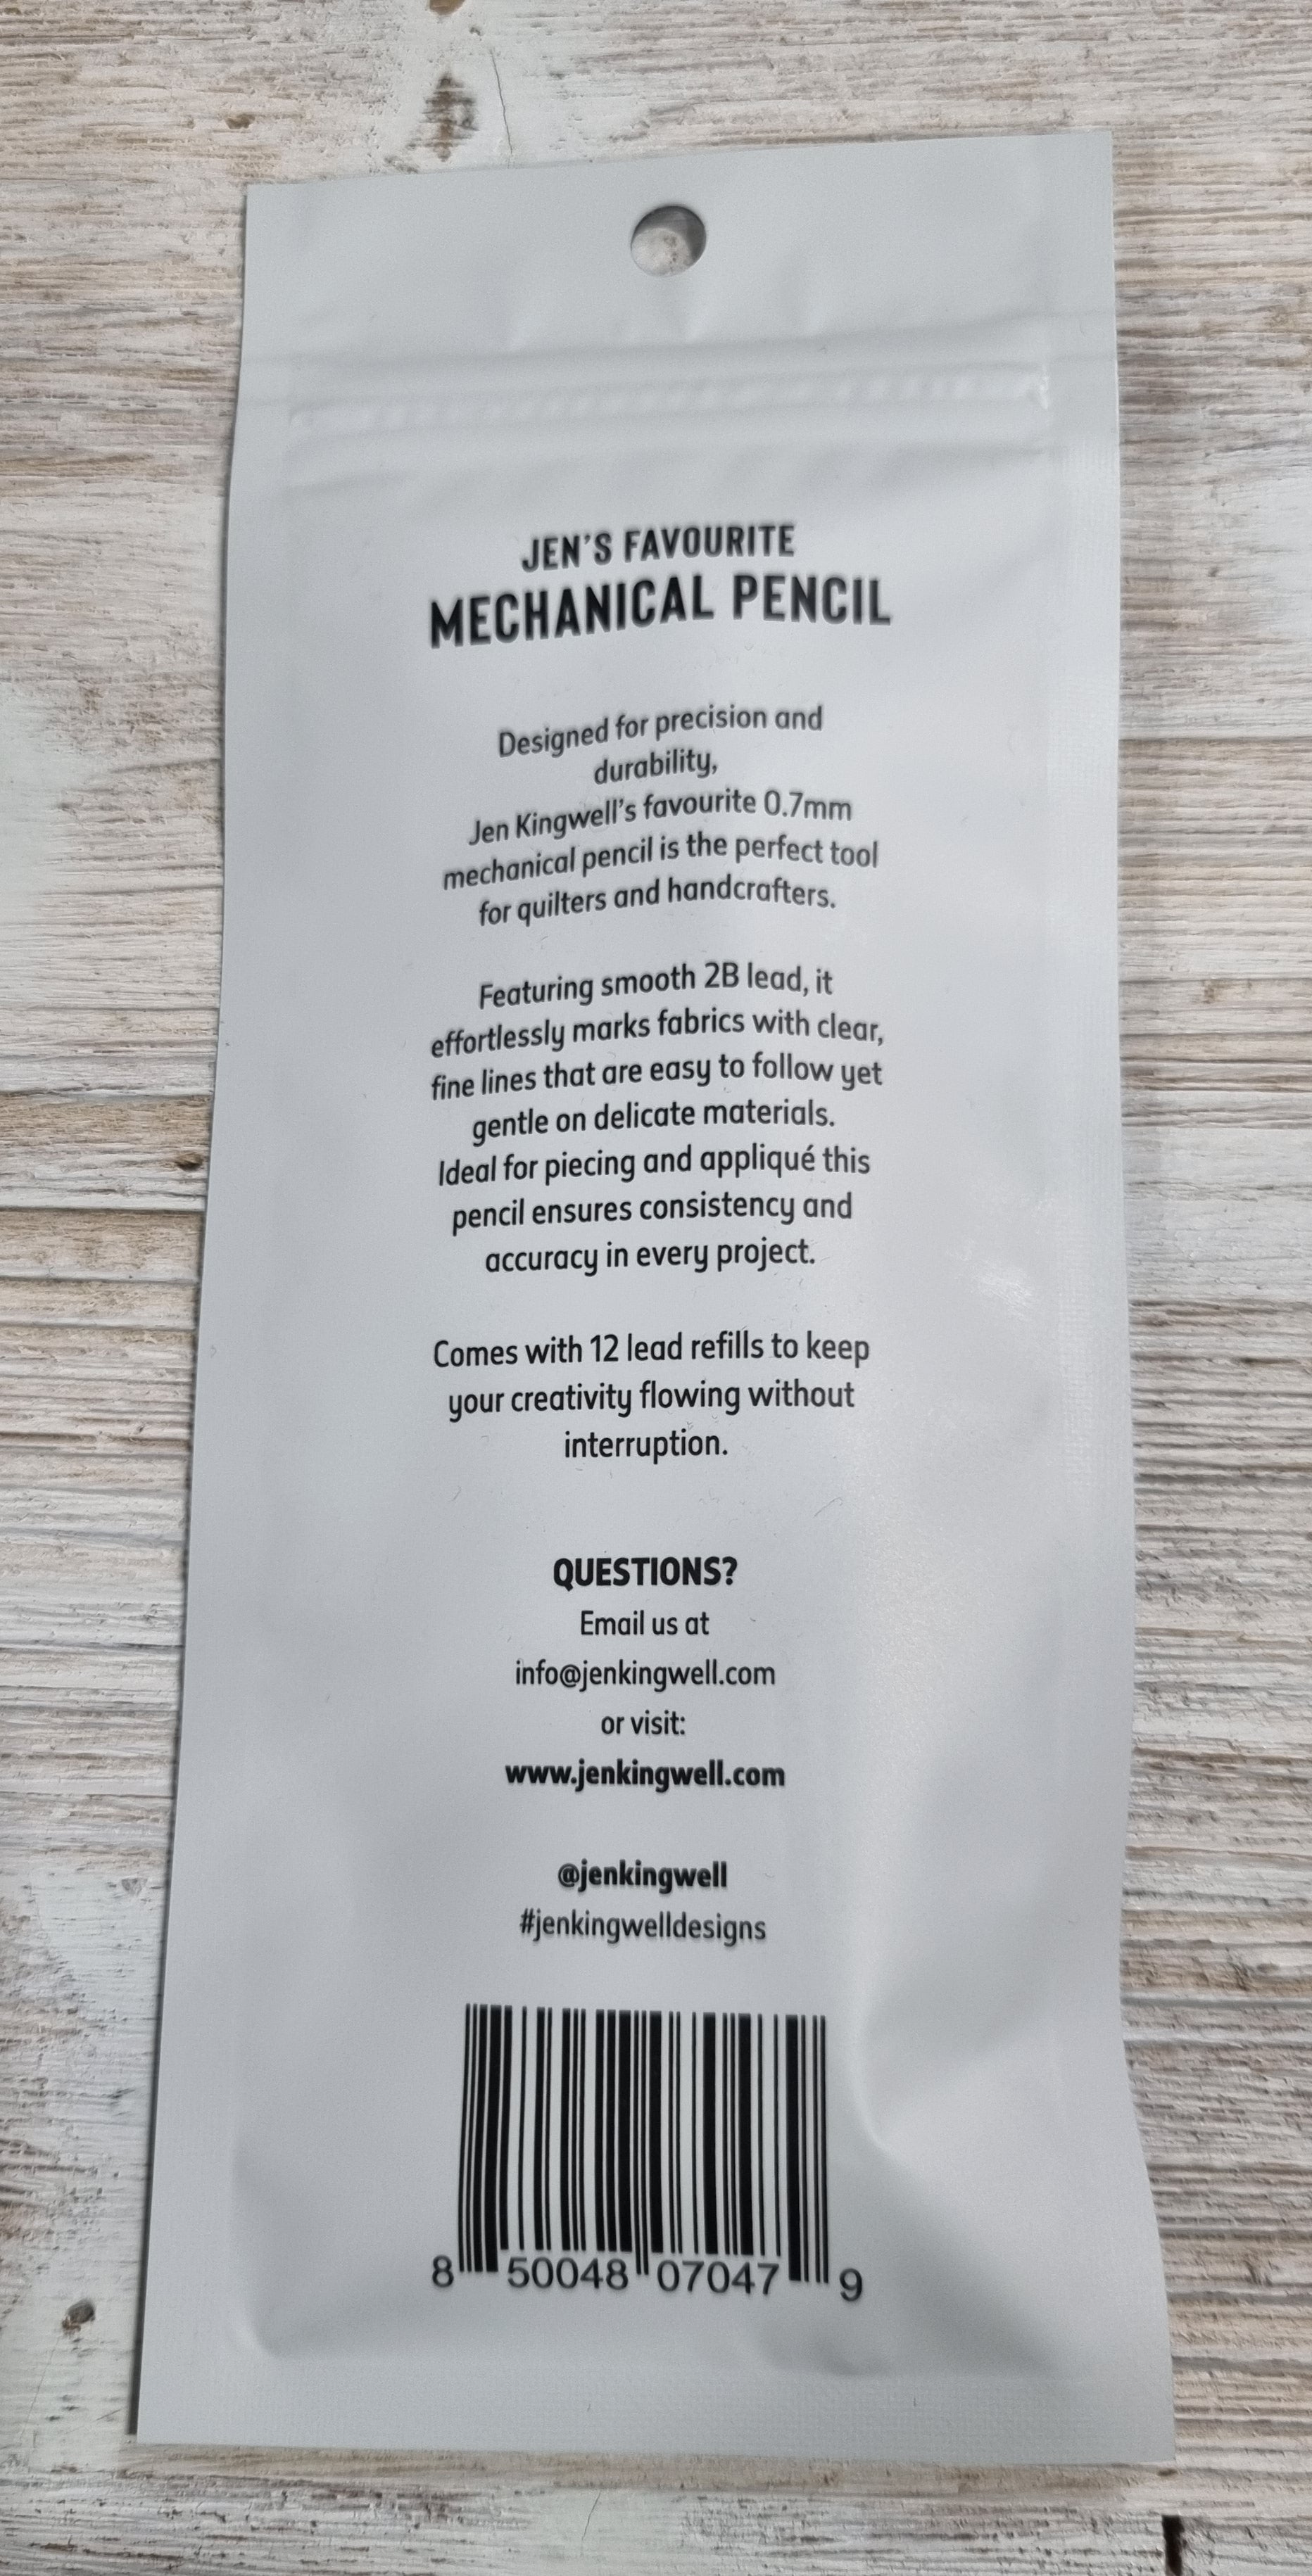 JEN'S FAVOURITE
MECHANICAL PENCIL
Designed for precision and
durability,
Jen Kingwell's favourite 0.7mm
mechanical pencil is the perfect tool
for quilters and handcrafters.
Featuring smooth 2B lead, it
effortlessly marks fabrics with clear,
fine lines that are easy to follow yet
gentle on delicate materials.
Ideal for piecing and appliqué this
pencil ensures consistency and
accuracy in every project.
Comes with 12 lead refills to keep
your creativity flowing without
interruption.
QUESTIONS?
Email us at
info@jenkingwell.com
or visit:
www.jenkingwell.com
@jenkingwell
#jenkingwelldesigns
8 50048 07047 9